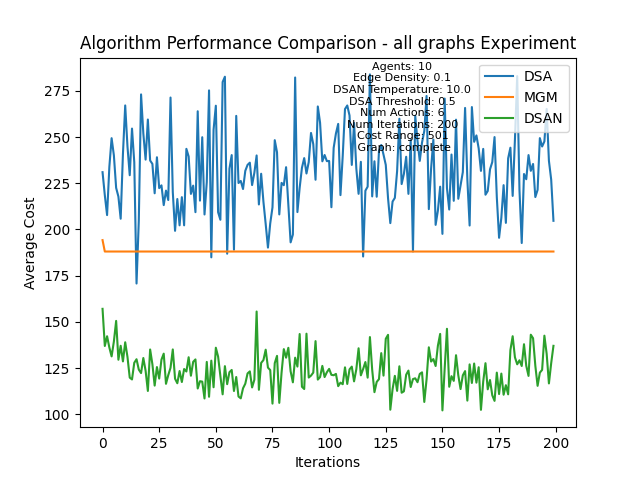 Algorithm Performance Comparison - all graphs Experiment
Agents: 10
Edge Density: 0.1
DSAN Temperature: 10.0
DSA Threshold: 0.5
Num Actions: 6
Num Iterations: 200
Cost Range: 501
Graph: complete
DSA
MGM
DSAN
Average Cost
275
250
225
200
175
150
125
100
0 25 50 75 100 125 150 175 200
Iterations